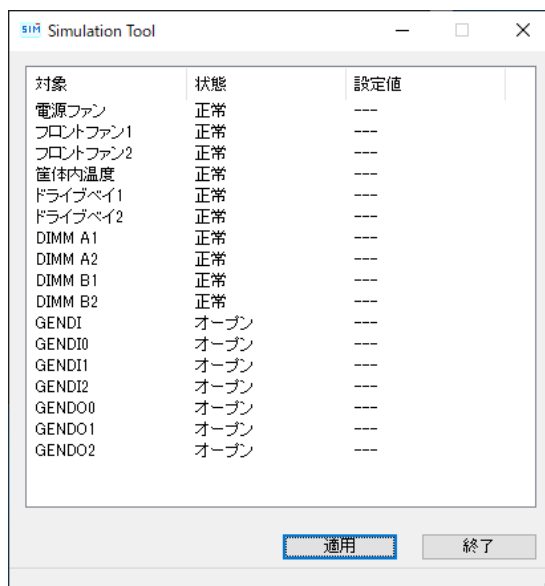 SIM Simulation Tool
対象 状態 設定値
電源ファン 正常 ---
フロントファン1 正常 ---
フロントファン2 正常 ---
筐体内温度 正常 ---
ドライブベイ1 正常 ---
ドライブベイ2 正常 ---
DIMM A1 正常 ---
DIMM A2 正常 ---
DIMM B1 正常 ---
DIMM B2 正常 ---
GENDI オープン ---
GENDI0 オープン ---
GENDI1 オープン ---
GENDI2 オープン ---
GENDO0 オープン ---
GENDO1 オープン ---
GENDO2 オープン ---
適用 終了